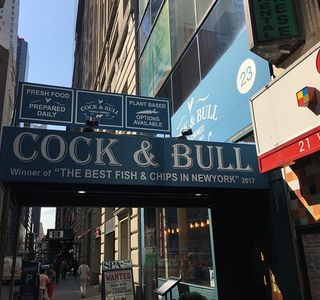 FRESH FOOD
PREPARED
DAILY
COCK & BULL
PLANT BASED
OPTIONS
AVAILABLE
23
COCK & BULL
Winner of "THE BEST FISH & CHIPS IN NEWYORK" 2017
21 W
WANTED